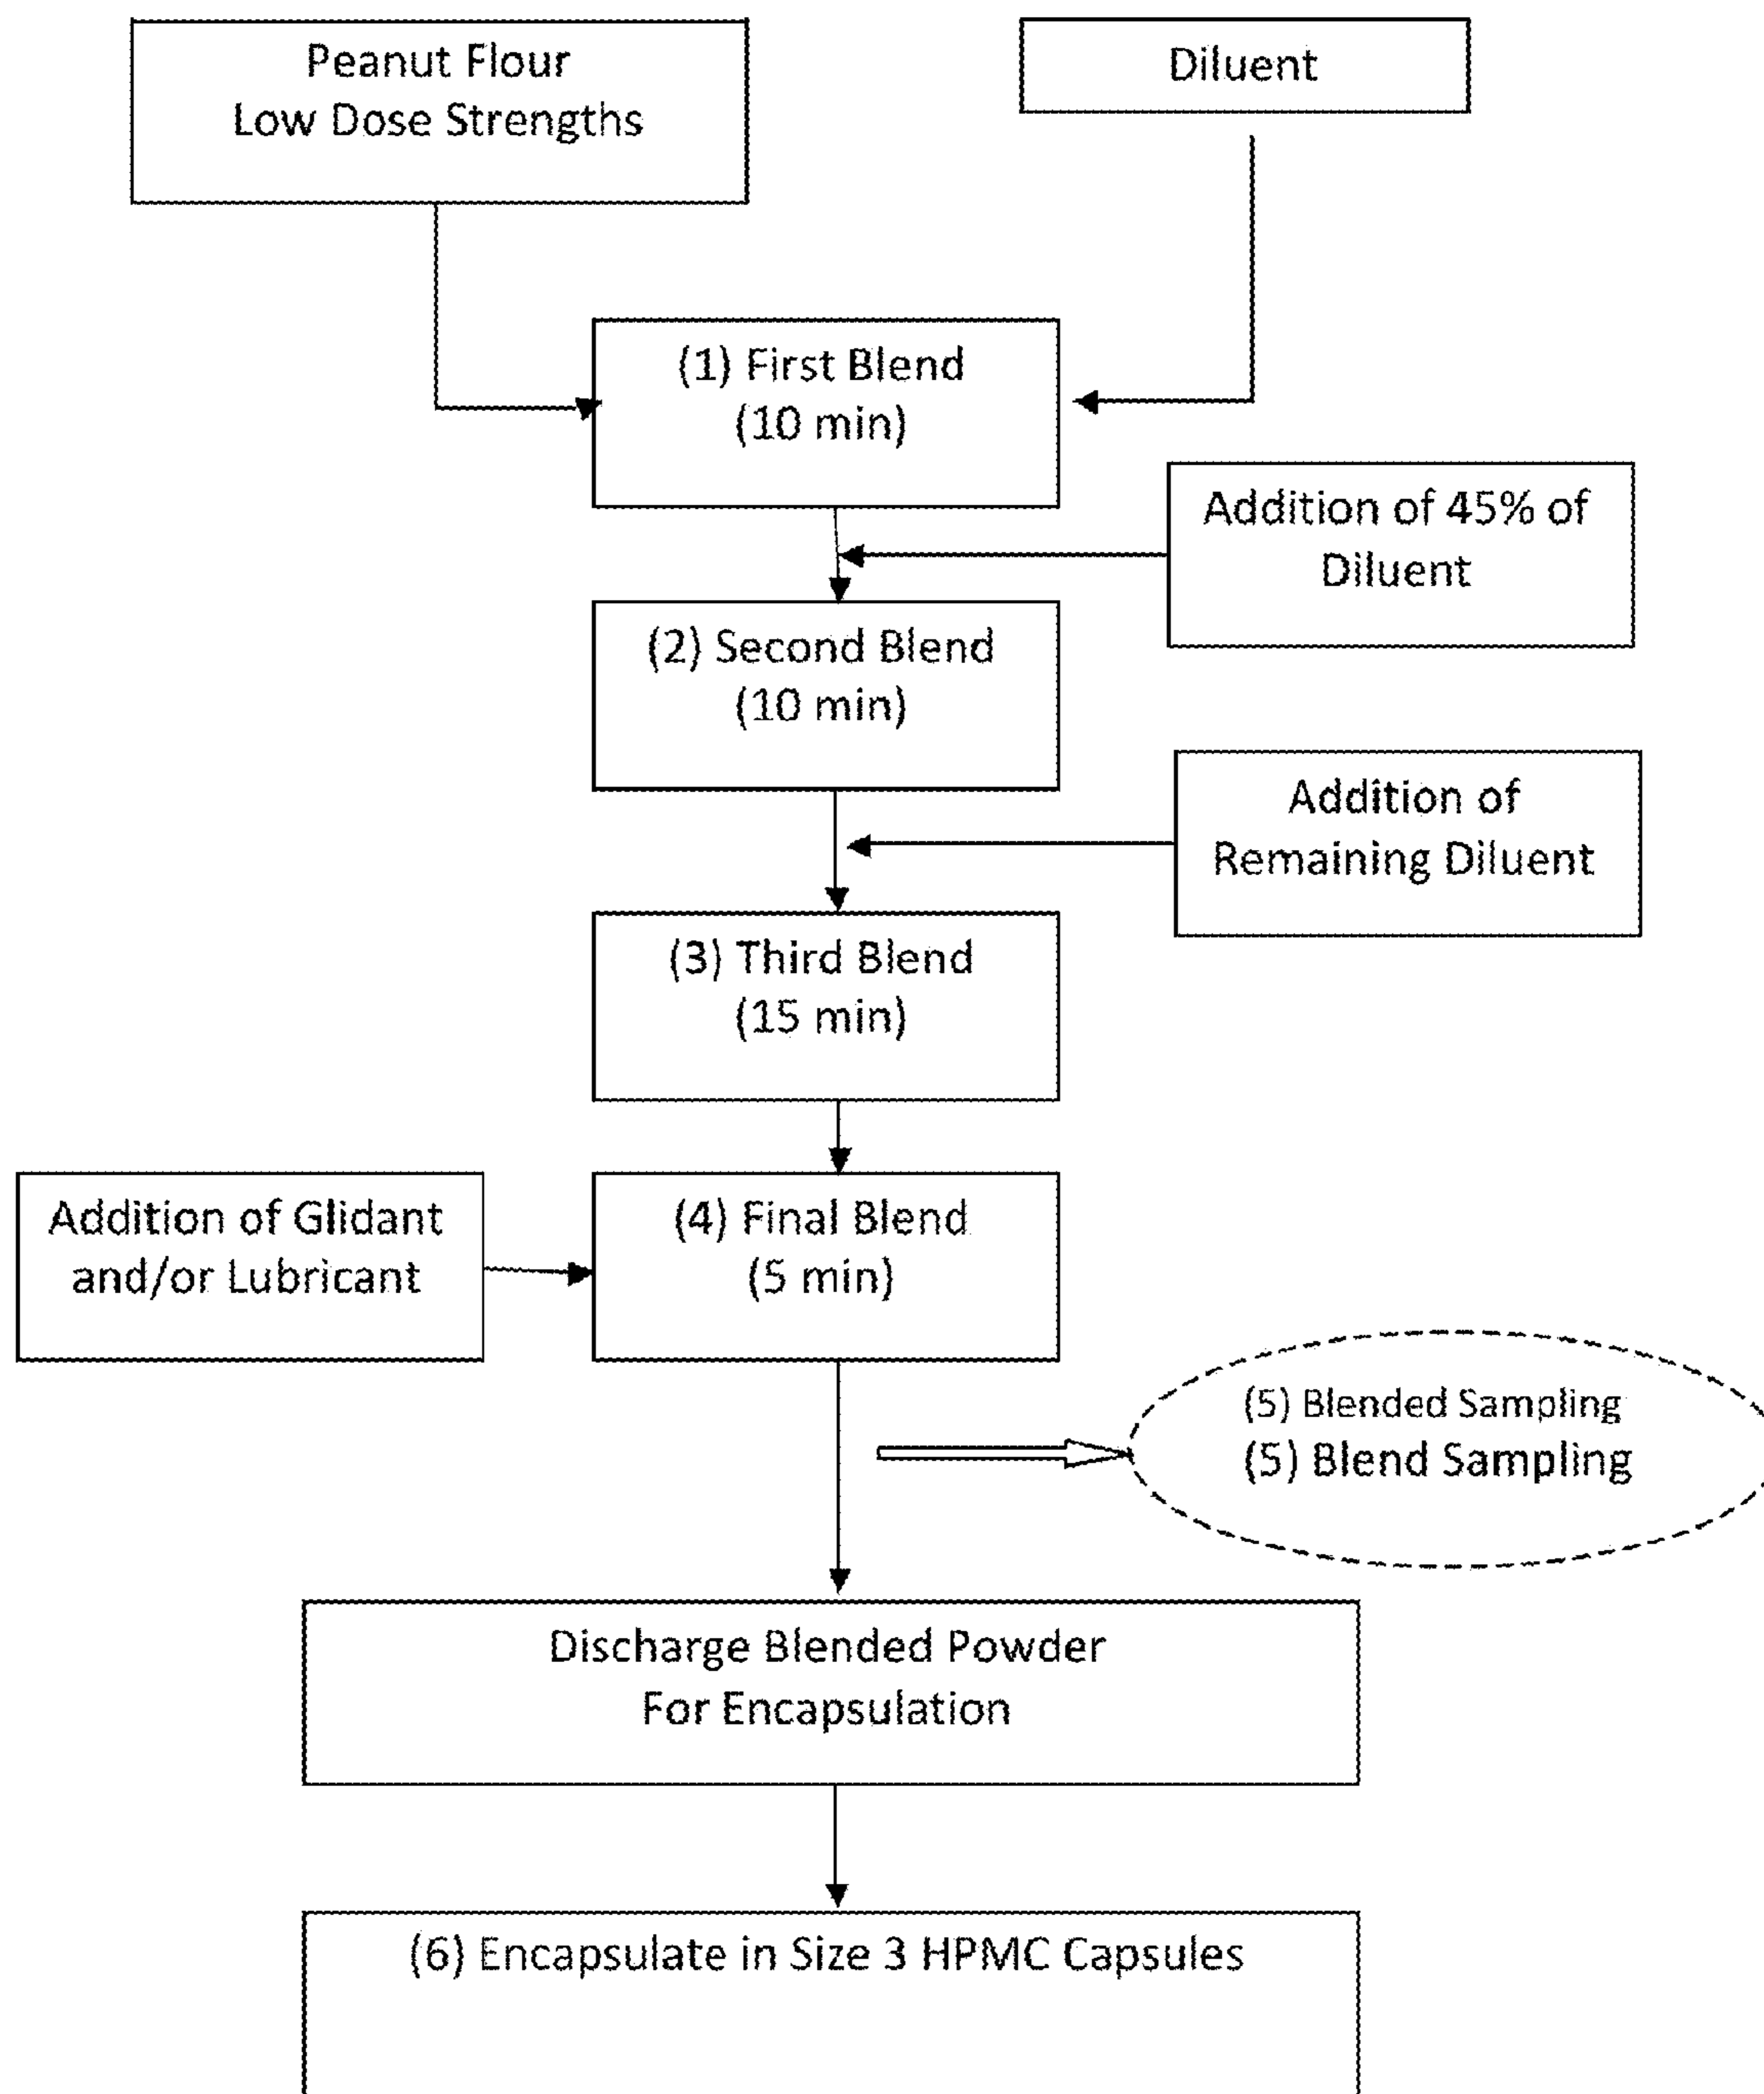 Peanut Flour
Low Dose Strengths
Diluent
(1) First Blend
(10 min)
Addition of 45% of
Diluent
(2) Second Blend
(10 min)
Addition of
Remaining Diluent
(3) Third Blend
(15 min)
Addition of Glidant
and/or Lubricant
(4) Final Blend
(5 min)
(5) Blended Sampling
(5) Blend Sampling
Discharge Blended Powder
For Encapsulation
(6) Encapsulate in Size 3 HPMC Capsules